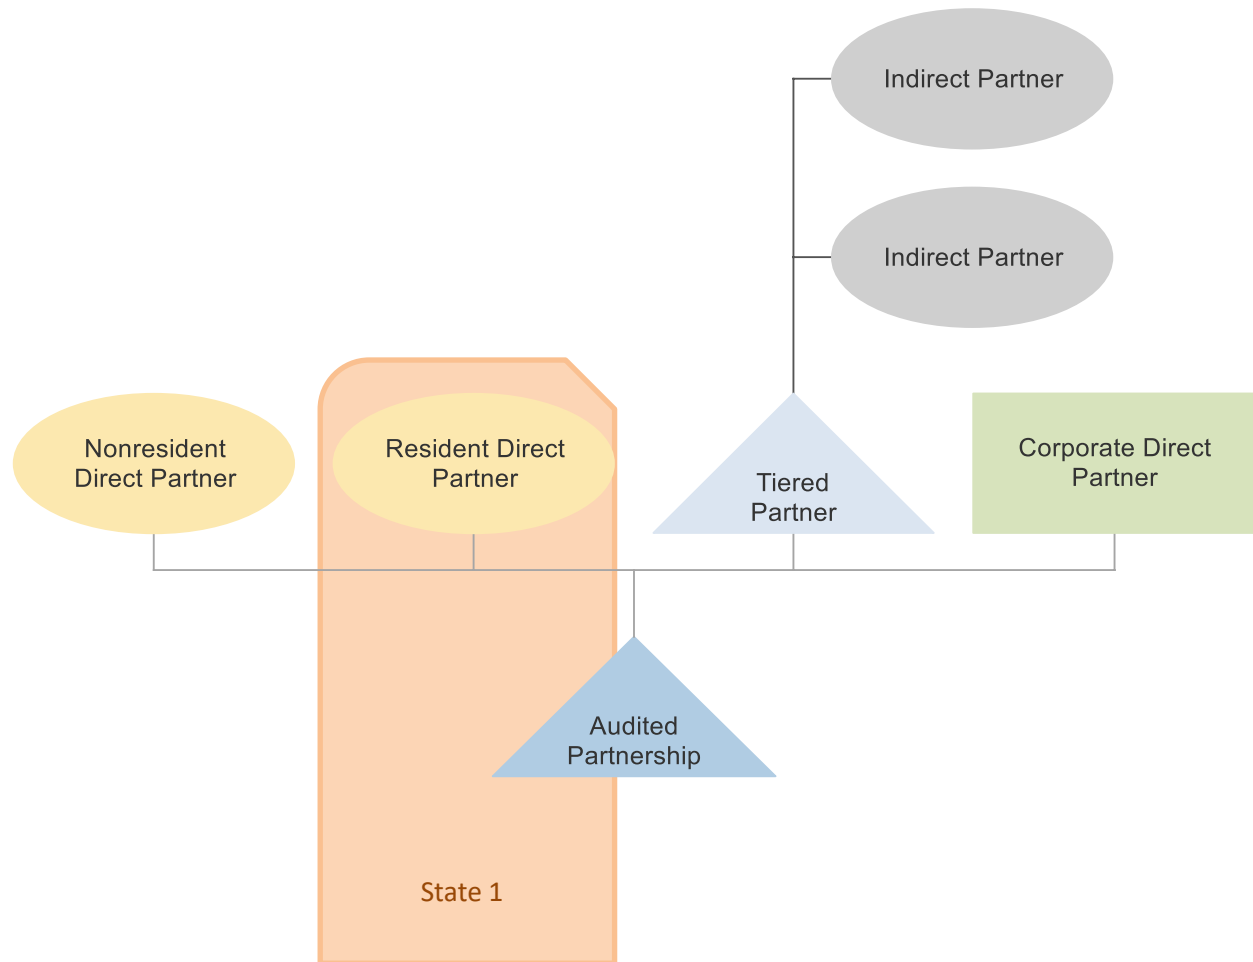 Indirect Partner
Indirect Partner
Nonresident
Direct Partner
Resident Direct
Partner
Tiered
Partner
Corporate Direct
Partner
Audited
Partnership
State 1